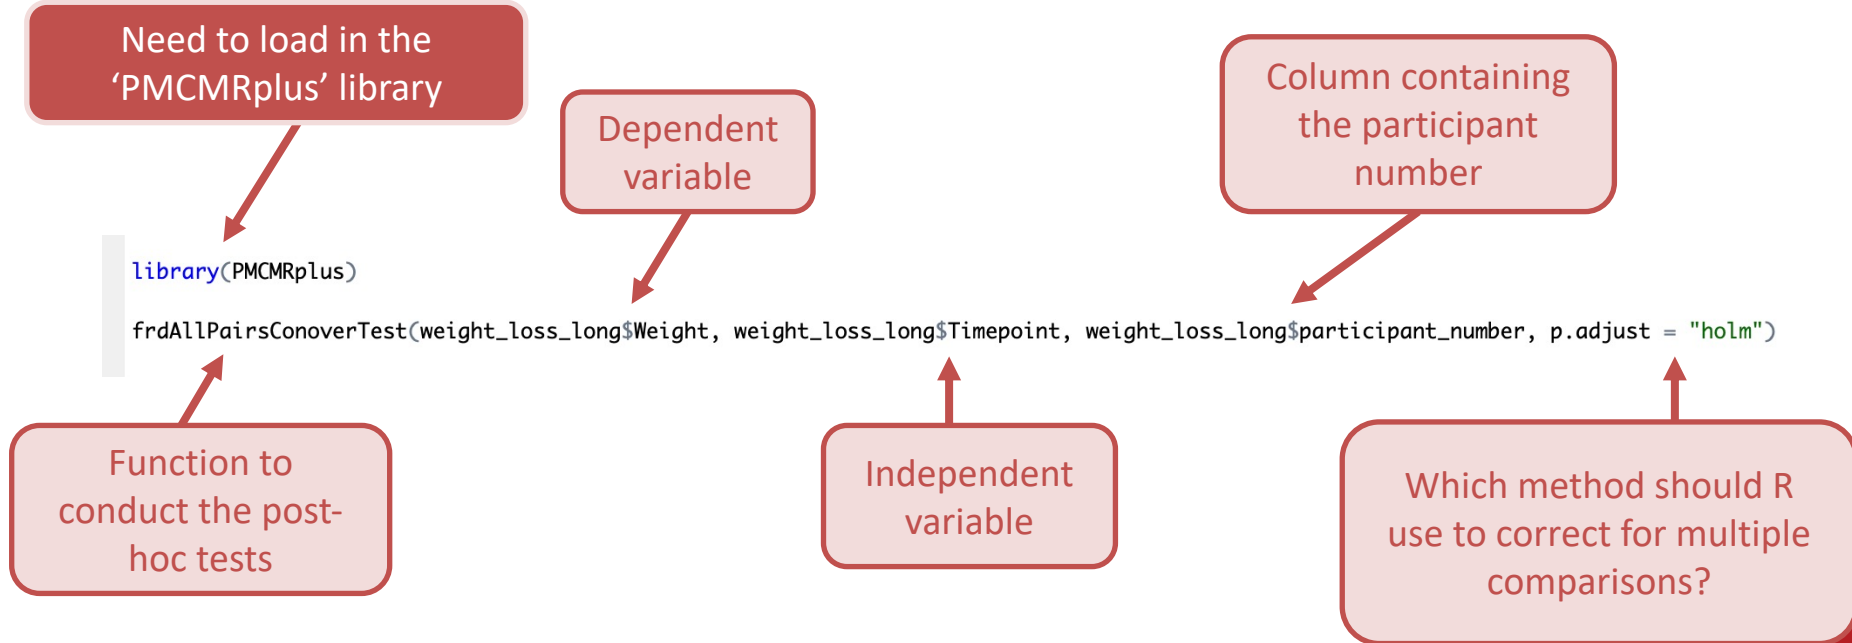 Need to load in the
‘PMCMRplus’ library
Dependent
variable
Column containing
the participant
number
library(PMCMRplus)
frdAllPairsConoverTest(weight_loss_long$Weight, weight_loss_long$Timepoint, weight_loss_long$participant_number, p.adjust = "holm")
Function to
conduct the post-
hoc tests
Independent
variable
Which method should R
use to correct for multiple
comparisons?